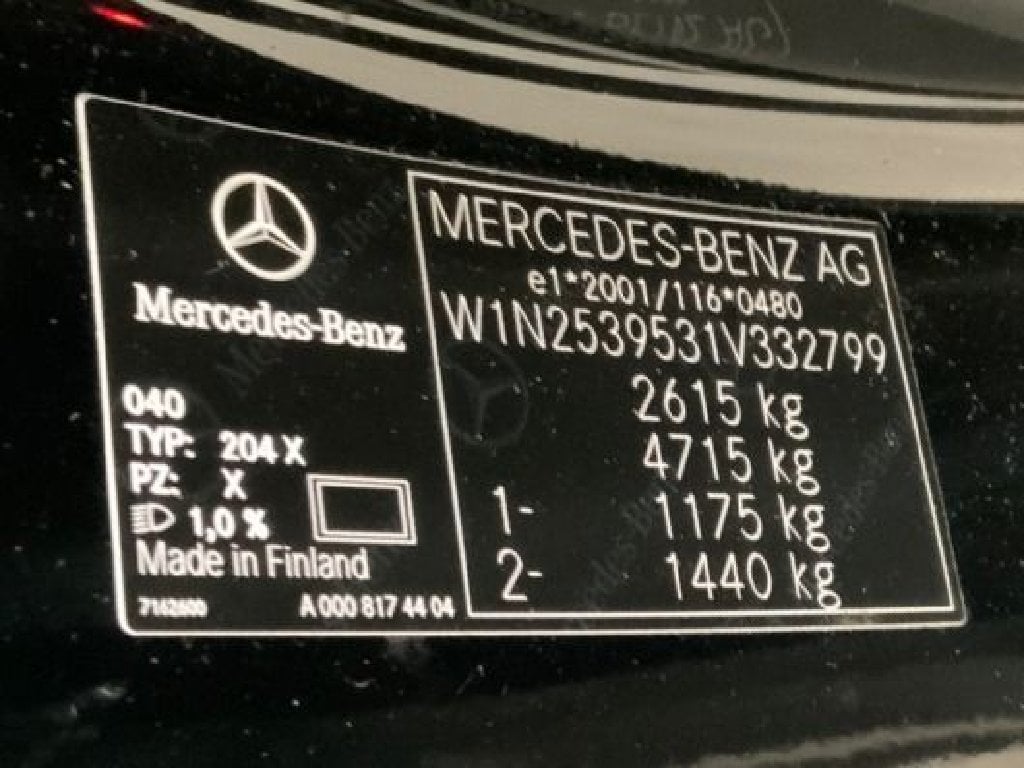 Mercedes-Benz
040
TYP: 204 X
PZ: X
1,0 %
Made in Finland
7162600
A 000 817 44 04
MERCEDES-BENZ AG
e1*2001/116*0480
W1N2539531V332799
2615 kg
4715 kg
1- 1175 kg
2- 1440 kg